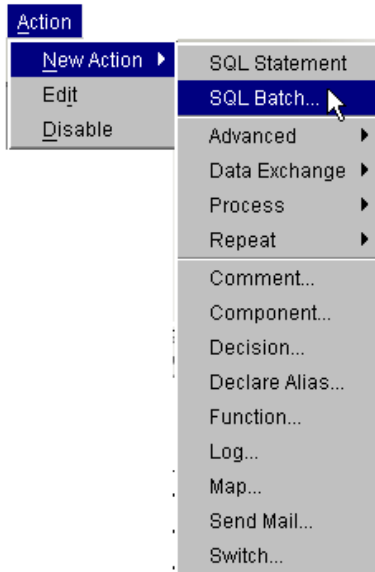 Action
New Action
Edit
Disable
SQL Statement
SQL Batch...
Advanced
Data Exchange
Process
Repeat
Comment...
Component...
Decision...
Declare Alias...
Function...
Log...
Map...
Send Mail...
Switch...